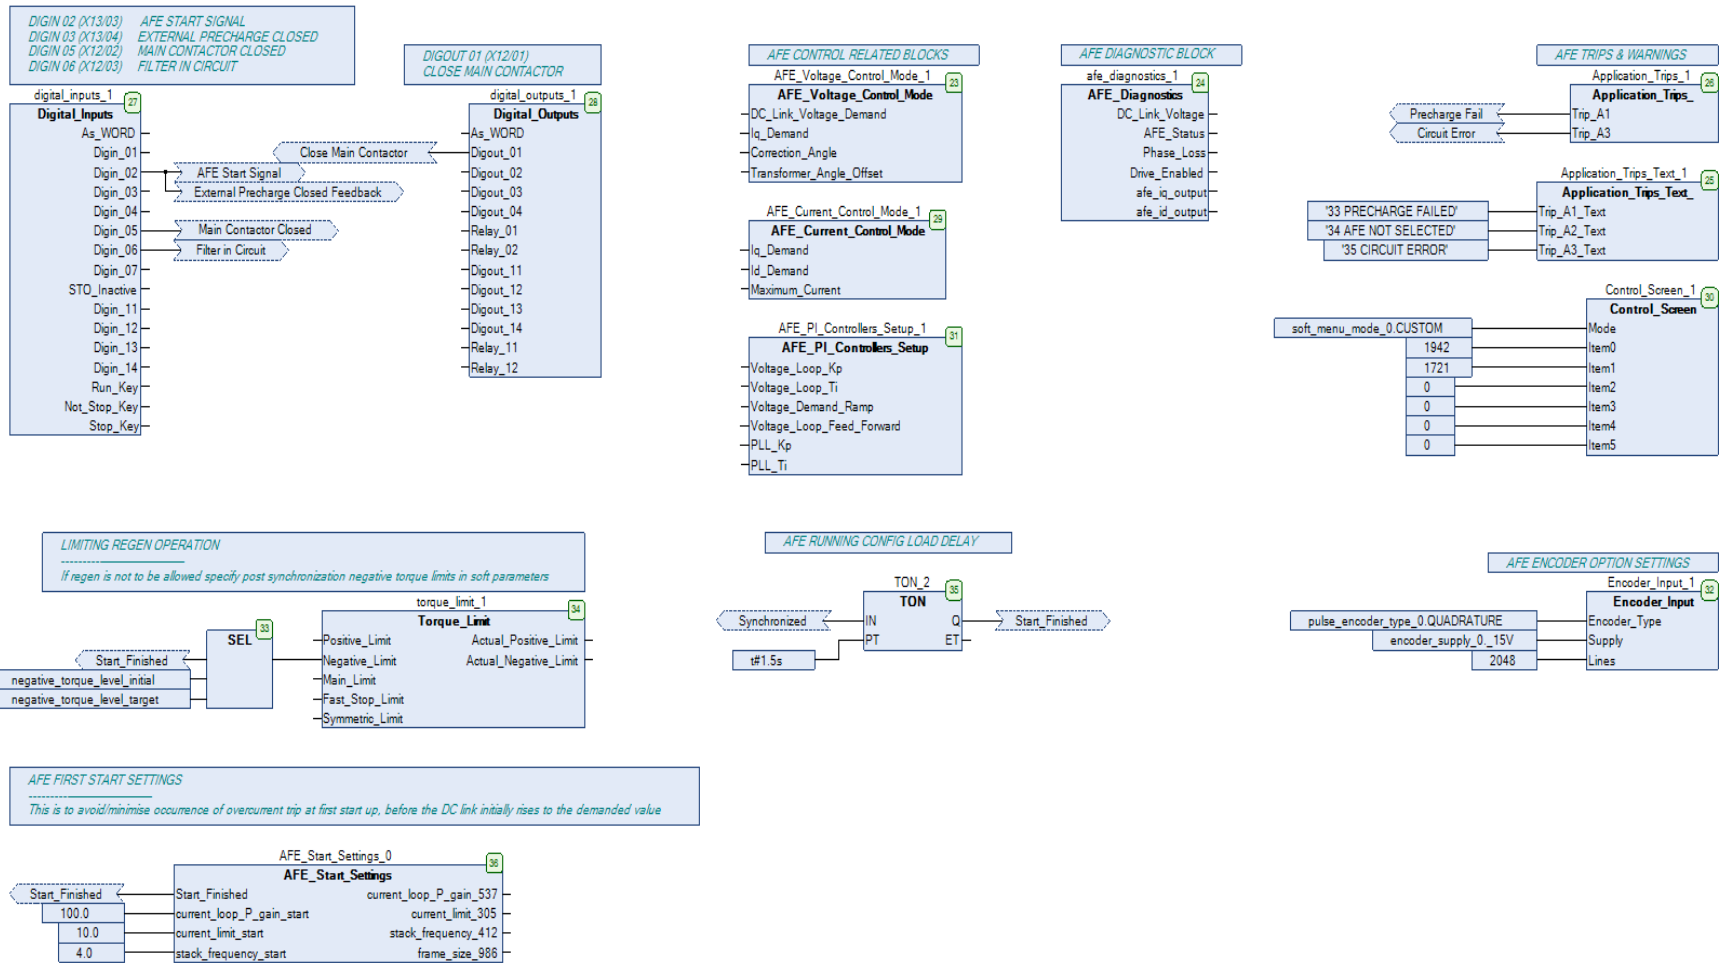 DIGIN 02 (X13/03) AFE START SIGNAL
DIGIN 03 (X13/04) EXTERNAL PRECHARGE CLOSED
DIGIN 05 (X12/02) MAIN CONTACTOR CLOSED
DIGIN 06 (X12/03) FILTER IN CIRCUIT
digital_inputs_1
27
Digital_Inputs
As_WORD
Digin_01
Digin_02
Digin_03
Digin_04
Digin_05
Digin_06
Digin_07
STO_Inactive
Digin_11
Digin_12
Digin_13
Digin_14
Run_Key
Not_Stop_Key
Stop_Key
AFE Start Signal
External Precharge Closed Feedback
Main Contactor Closed
Filter in Circuit
DIGOUT 01 (X12/01)
CLOSE MAIN CONTACTOR
digital_outputs_1
28
Digital_Outputs
Close Main Contactor
As_WORD
Digout_01
Digout_02
Digout_03
Digout_04
Relay_01
Relay_02
Digout_11
Digout_12
Digout_13
Digout_14
Relay_11
Relay_12
AFE CONTROL RELATED BLOCKS
AFE_Voltage_Control_Mode_1
23
AFE_Voltage_Control_Mode
DC_Link_Voltage_Demand
Iq_Demand
Correction_Angle
Transformer_Angle_Offset
AFE_Current_Control_Mode_1
29
AFE_Current_Control_Mode
Iq_Demand
Id_Demand
Maximum_Current
AFE_PI_Controllers_Setup_1
31
AFE_PI_Controllers_Setup
Voltage_Loop_Kp
Voltage_Loop_Ti
Voltage_Demand_Ramp
Voltage_Loop_Feed_Forward
PLL_Kp
PLL_Ti
AFE DIAGNOSTIC BLOCK
afe_diagnostics_1
24
AFE_Diagnostics
DC_Link_Voltage
AFE_Status
Phase_Loss
Drive_Enabled
afe_iq_output
afe_id_output
AFE TRIPS & WARNINGS
Application_Trips_1
26
Application_Trips_
Precharge Fail
Trip_A1
Circuit Error
Trip_A3
Application_Trips_Text_1
25
Application_Trips_Text_
'33 PRECHARGE FAILED'
Trip_A1_Text
'34 AFE NOT SELECTED'
Trip_A2_Text
'35 CIRCUIT ERROR'
Trip_A3_Text
Control_Screen_1
30
Control_Screen
soft_menu_mode_0.CUSTOM
Mode
1942
Item0
1721
Item1
0
Item2
0
Item3
0
Item4
0
Item5
LIMITING REGEN OPERATION
--------------------
If regen is not to be allowed specify post synchronization negative torque limits in soft parameters
SEL
33
Start_Finished
negative_torque_level_initial
negative_torque_level_target
torque_limit_1
34
Torque_Limit
Positive_Limit
Negative_Limit
Main_Limit
Fast_Stop_Limit
Symmetric_Limit
Actual_Positive_Limit
Actual_Negative_Limit
AFE RUNNING CONFIG LOAD DELAY
TON_2
35
TON
Synchronized
IN
Q
Start_Finished
t#1.5s
PT
ET
AFE ENCODER OPTION SETTINGS
Encoder_Input_1
32
Encoder_Input
pulse_encoder_type_0.QUADRATURE
Encoder_Type
encoder_supply_0._15V
Supply
2048
Lines
AFE FIRST START SETTINGS
--------------------
This is to avoid/minimise occurrence of overcurrent trip at first start up, before the DC link initially rises to the demanded value
AFE_Start_Settings_0
36
AFE_Start_Settings
Start_Finished
Start_Finished
current_loop_P_gain_537
100.0
current_loop_P_gain_start
current_limit_305
10.0
current_limit_start
stack_frequency_412
4.0
stack_frequency_start
frame_size_986